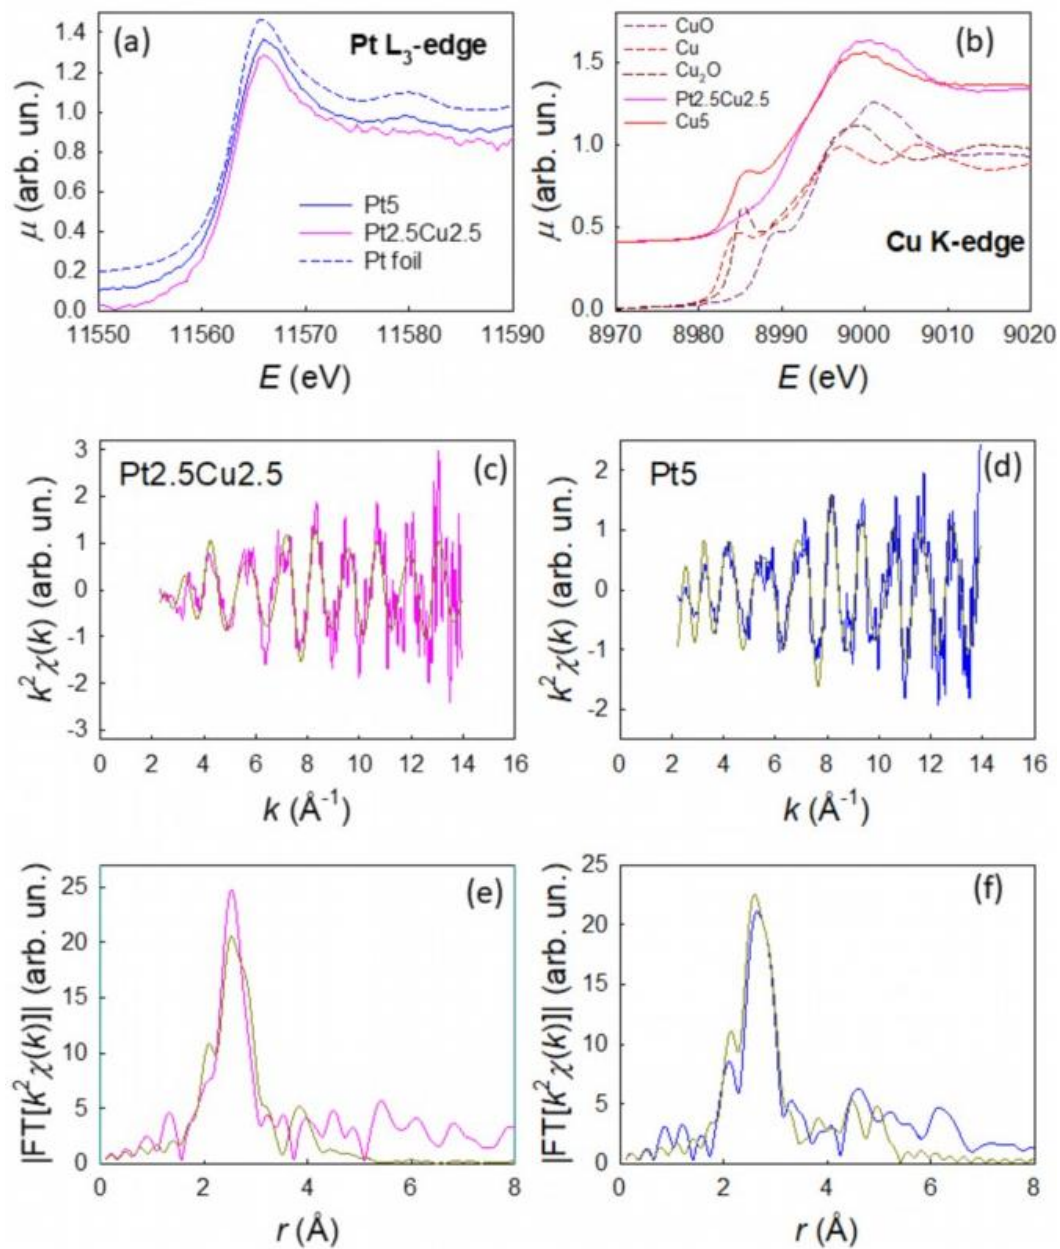 (a)
Pt L3-edge
μ (arb. un.)
1.4
1.2
1.0
0.8
0.6
0.4
0.2
0.0
Pt5
Pt2.5Cu2.5
Pt foil
11550 11560 11570 11580 11590
E (eV)
(b)
CuO
Cu
Cu2O
Pt2.5Cu2.5
Cu5
μ (arb. un.)
1.5
1.0
0.5
0.0
Cu K-edge
8970 8980 8990 9000 9010 9020
E (eV)
Pt2.5Cu2.5
(c)
k² χ(k) (arb. un.)
3
2
1
0
-1
-2
-3
0 2 4 6 8 10 12 14 16
k (Å⁻¹)
Pt5
(d)
k² χ(k) (arb. un.)
2
1
0
-1
-2
0 2 4 6 8 10 12 14 16
k (Å⁻¹)
(e)
|FT[k² χ(k)]| (arb. un.)
25
20
15
10
5
0
0 2 4 6 8
r (Å)
(f)
|FT[k² χ(k)]| (arb. un.)
25
20
15
10
5
0
0 2 4 6 8
r (Å)